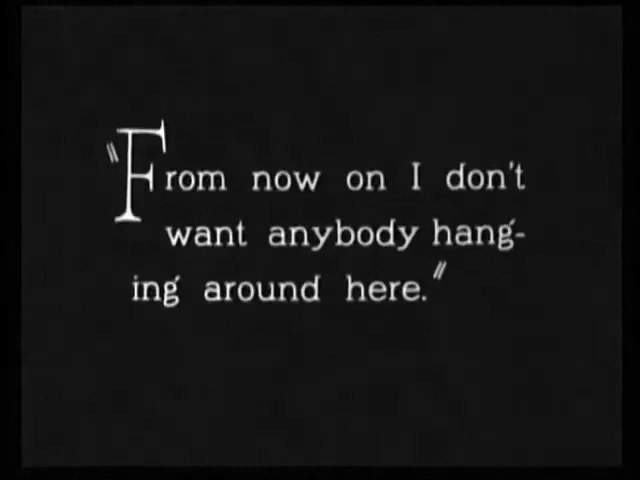 "From now on I don't
want anybody hang-
ing around here."